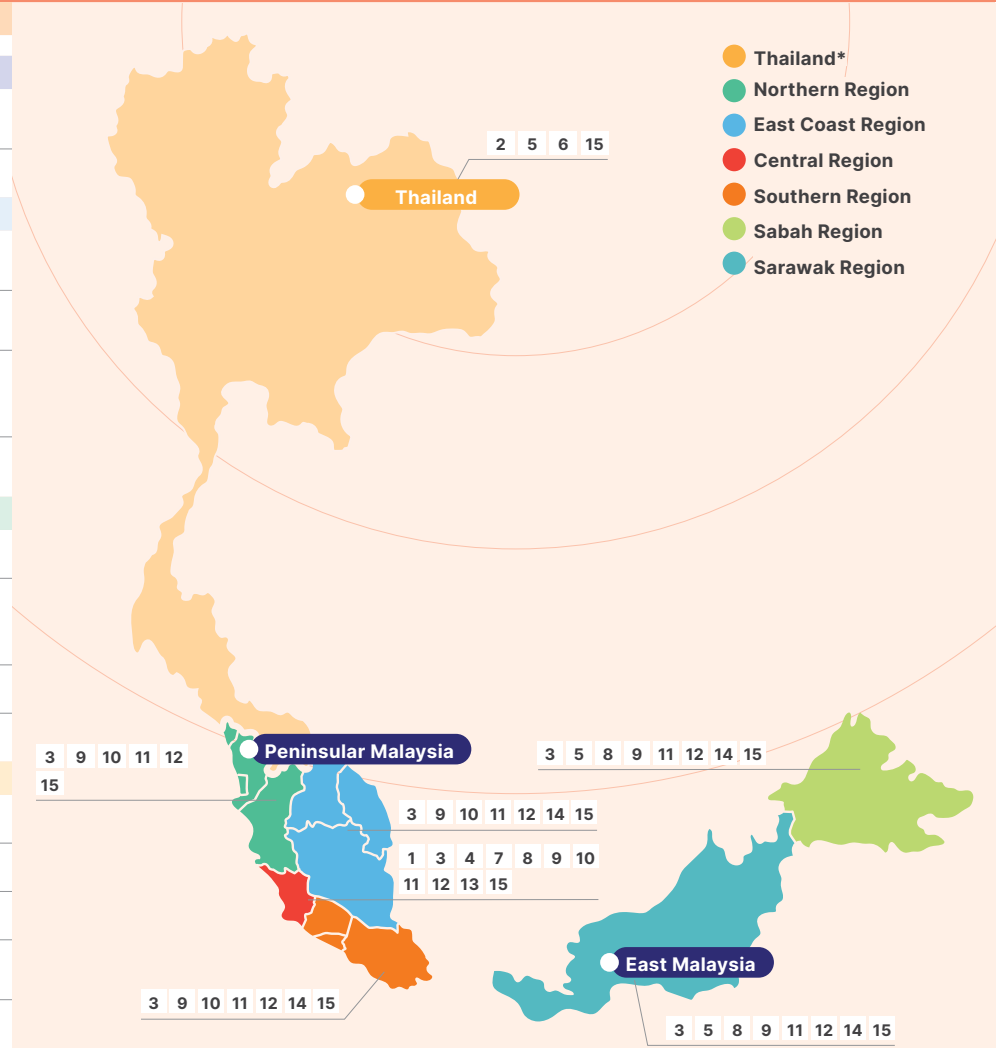 Thailand*
Northern Region
East Coast Region
Central Region
Southern Region
Sabah Region
Sarawak Region
2 5 6 15
Thailand
Peninsular Malaysia
3 9 10 11 12
15
3 5 8 9 11 12 14 15
3 9 10 11 12 14 15
1 3 4 7 8 9 10
11 12 13 15
East Malaysia
3 9 10 11 12 14 15
3 5 8 9 11 12 14 15